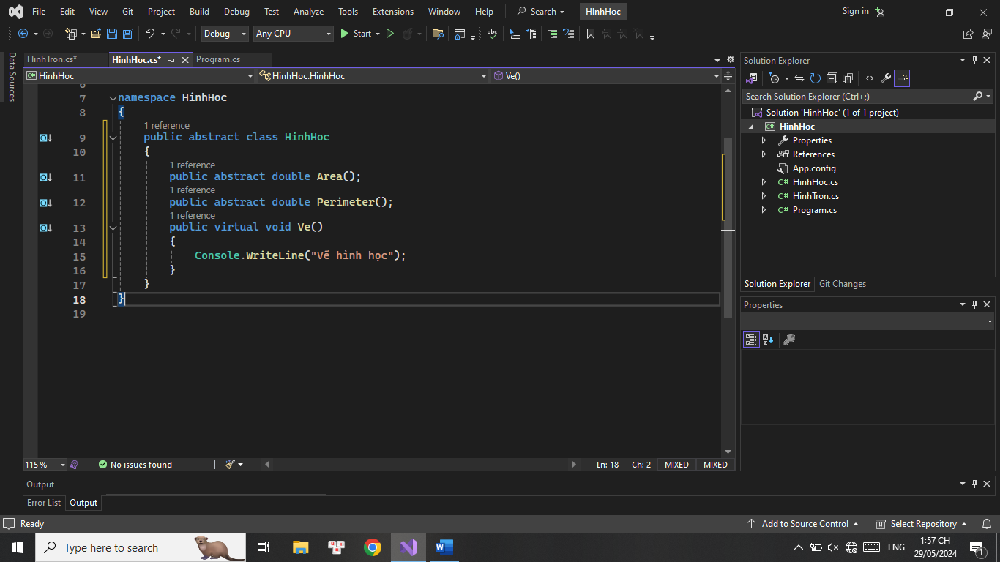 File Edit View Git Project Build Debug Test Analyze Tools Extensions Window Help Search HinhHoc Sign in
Debug Any CPU Start
Data Sources
HinhTron.cs* HinhHoc.cs* Program.cs
HinhHoc HinhHoc.HinhHoc Ve()
7 namespace HinhHoc
8 {
1 reference
9 public abstract class HinhHoc
10 {
1 reference
11 public abstract double Area();
1 reference
12 public abstract double Perimeter();
1 reference
13 public virtual void Ve()
14 {
15 Console.WriteLine("Vẽ hình học");
16 }
17 }
18 }
19
115 % No issues found Ln: 18 Ch: 2 MIXED MIXED
Solution Explorer
Search Solution Explorer (Ctrl+;)
Solution 'HinhHoc' (1 of 1 project)
HinhHoc
Properties
References
App.config
C# HinhHoc.cs
C# HinhTron.cs
C# Program.cs
Solution Explorer Git Changes
Properties
Output
Error List Output
Ready Add to Source Control Select Repository
Type here to search
ENG
1:57 CH
29/05/2024
1